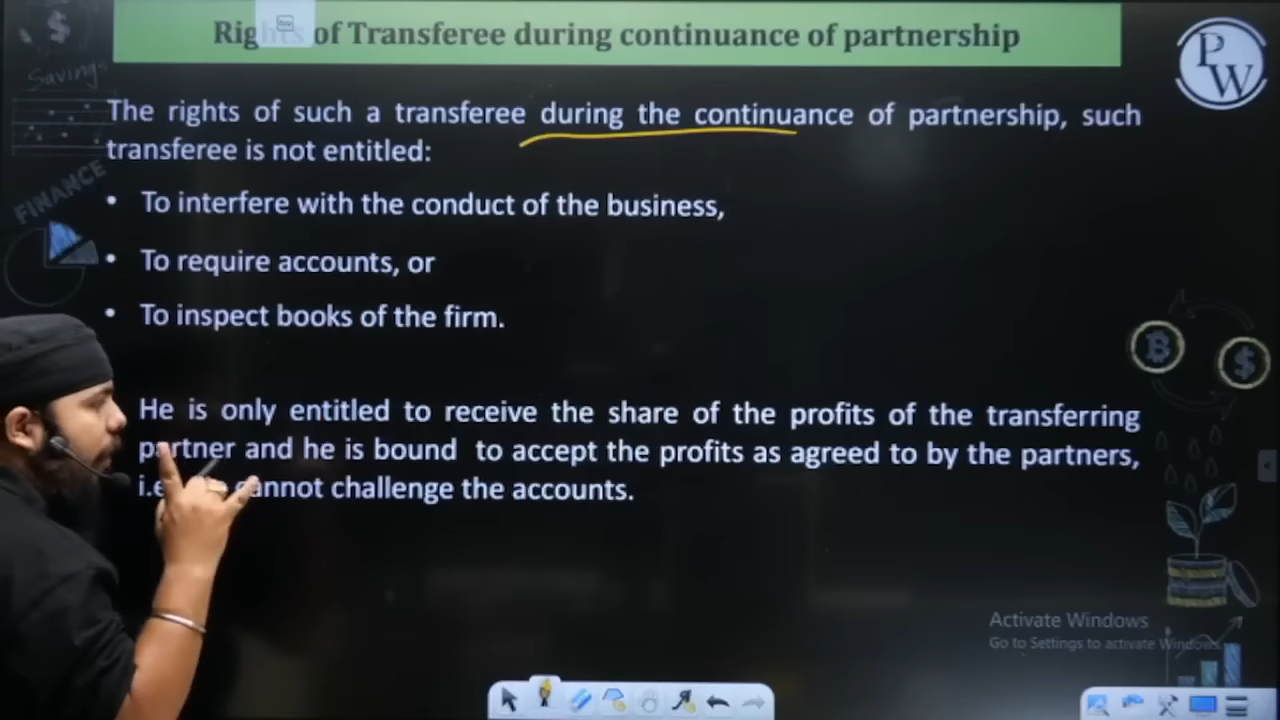 Rights of Transferee during continuance of partnership
P
W
Savings
The rights of such a transferee during the continuance of partnership, such
transferee is not entitled:
FINANCE
• To interfere with the conduct of the business,
• To require accounts, or
• To inspect books of the firm.
He is only entitled to receive the share of the profits of the transferring
partner and he is bound to accept the profits as agreed to by the partners,
i.e cannot challenge the accounts.
Activate Windows
Go to Settings to activate Windows.